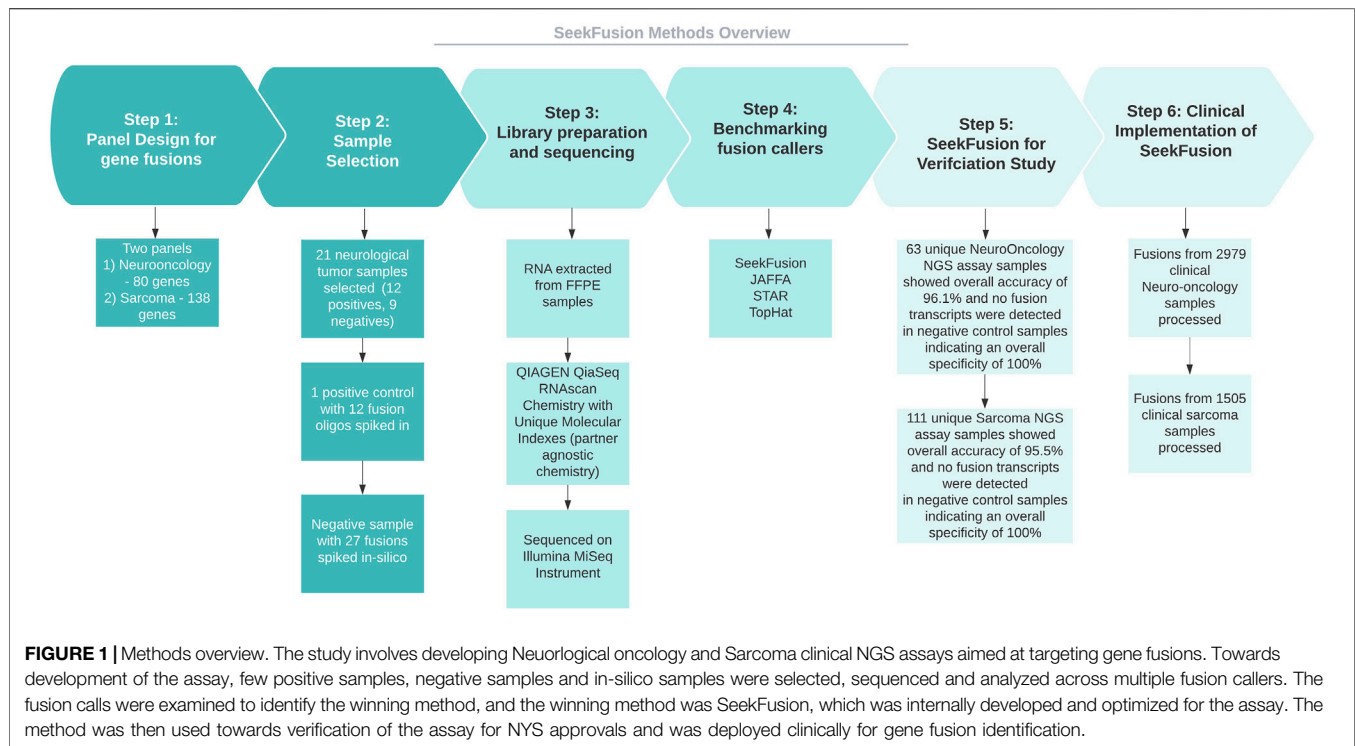 SeekFusion Methods Overview
Step 1:
Panel Design for
gene fusions
Step 2:
Sample
Selection
Step 3:
Library preparation
and sequencing
Step 4:
Benchmarking
fusion callers
Step 5:
SeekFusion for
Verifciation Study
Step 6: Clinical
Implementation of
SeekFusion
Two panels
1) Neurooncology
- 80 genes
2) Sarcoma - 138
genes
21 neurological
tumor samples
selected (12
positives, 9
negatives)
1 positive control
with 12 fusion
oligos spiked in
Negative sample
with 27 fusions
spiked in-silico
RNA extracted
from FFPE
samples
QIAGEN QiaSeq
RNAscan
Chemistry with
Unique Molecular
Indexes (partner
agnostic
chemistry)
Sequenced on
Illumina MiSeq
Instrument
SeekFusion
JAFFA
STAR
TopHat
63 unique NeuroOncology
NGS assay samples
showed overall accuracy of
96.1% and no fusion
transcripts were detected
in negative control samples
indicating an overall
specificity of 100%
111 unique Sarcoma NGS
assay samples showed
overall accuracy of 95.5%
and no fusion transcripts
were detected
in negative control samples
indicating an overall
specificity of 100%
Fusions from 2979
clinical
Neuro-oncology
samples
processed
Fusions from 1505
clinical sarcoma
samples
processed
FIGURE 1 | Methods overview. The study involves developing Neuorlogical oncology and Sarcoma clinical NGS assays aimed at targeting gene fusions. Towards
development of the assay, few positive samples, negative samples and in-silico samples were selected, sequenced and analyzed across multiple fusion callers. The
fusion calls were examined to identify the winning method, and the winning method was SeekFusion, which was internally developed and optimized for the assay. The
method was then used towards verification of the assay for NYS approvals and was deployed clinically for gene fusion identification.